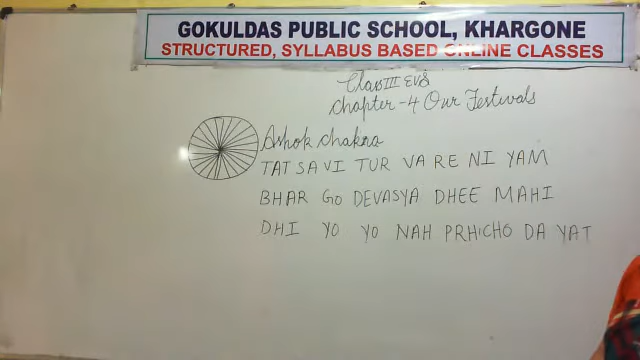 GOKULDAS PUBLIC SCHOOL, KHARGONE
STRUCTURED, SYLLABUS BASED ONLINE CLASSES
Class III EVS
Chapter-4 Our Festivals
Ashok Chakra
TAT SA VI TUR VA RE NI YAM
BHAR GO DEVASYA DHEE MAHI
DHI YO YO NAH PRHICHO DA YAT